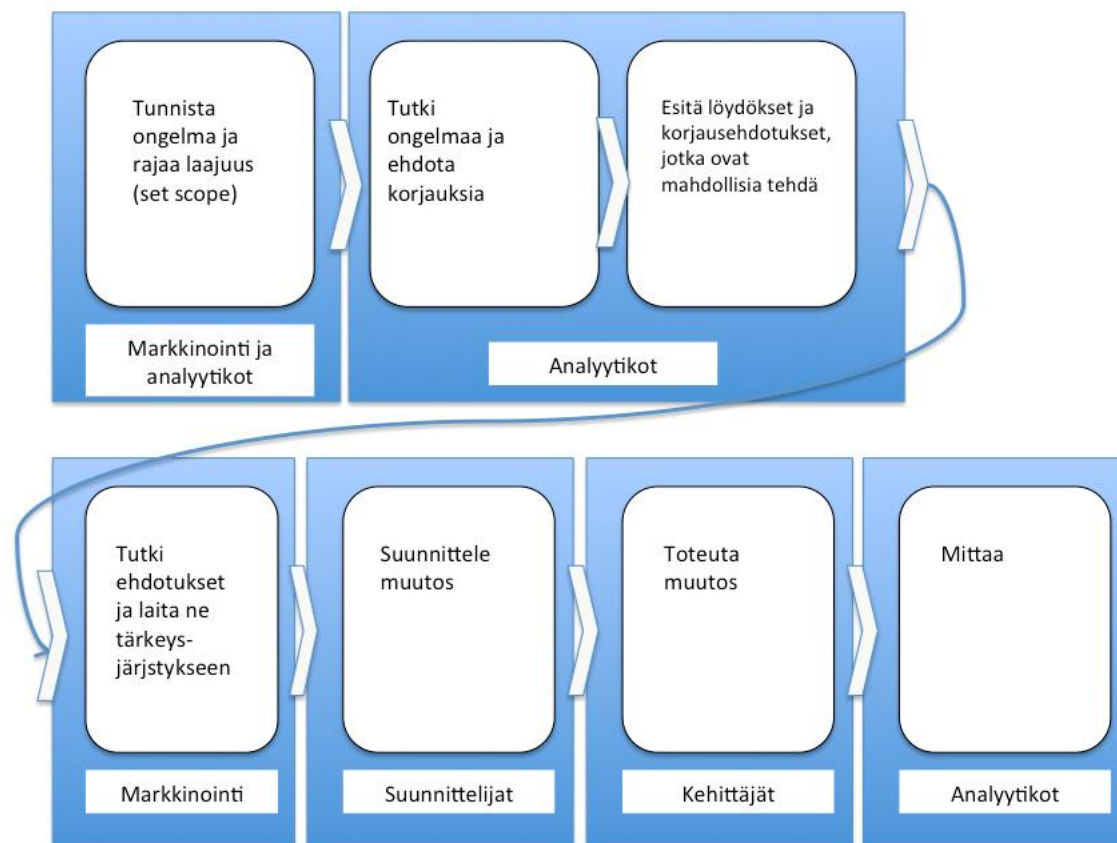 Tunnista
ongelma ja
rajaa laajuus
(set scope)
Markkinointi ja
analyytikot
Tutki
ongelmaa ja
ehdota
korjauksia
Esitä löydökset ja
korjausehdotukset,
jotka ovat
mahdollisia tehdä
Analyytikot
Tutki
ehdotukset
ja laita ne
tärkeys-
järjstykseen
Markkinointi
Suunnittele
muutos
Suunnittelijat
Toteuta
muutos
Kehittäjät
Mittaa
Analyytikot